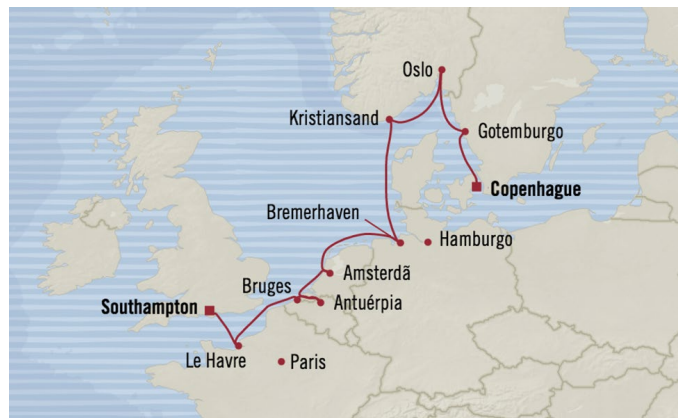 Oslo
Kristiansand
Gotemburgo
Copenhague
Bremerhaven
Hamburgo
Amsterdã
Bruges
Antuérpia
Southampton
Le Havre
Paris